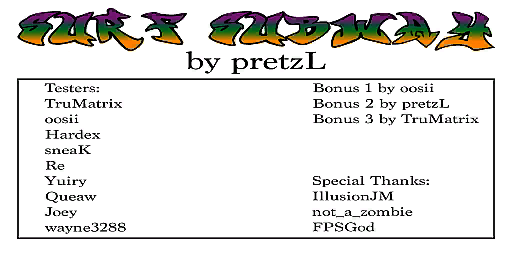 SURF SUBWAY
by pretzL
Testers:
TruMatrix
oosii
Hardex
sneaK
Re
Yuiry
Queaw
Joey
wayne3288
Bonus 1 by oosii
Bonus 2 by pretzL
Bonus 3 by TruMatrix
Special Thanks:
IllusionJM
not_a_zombie
FPSGod